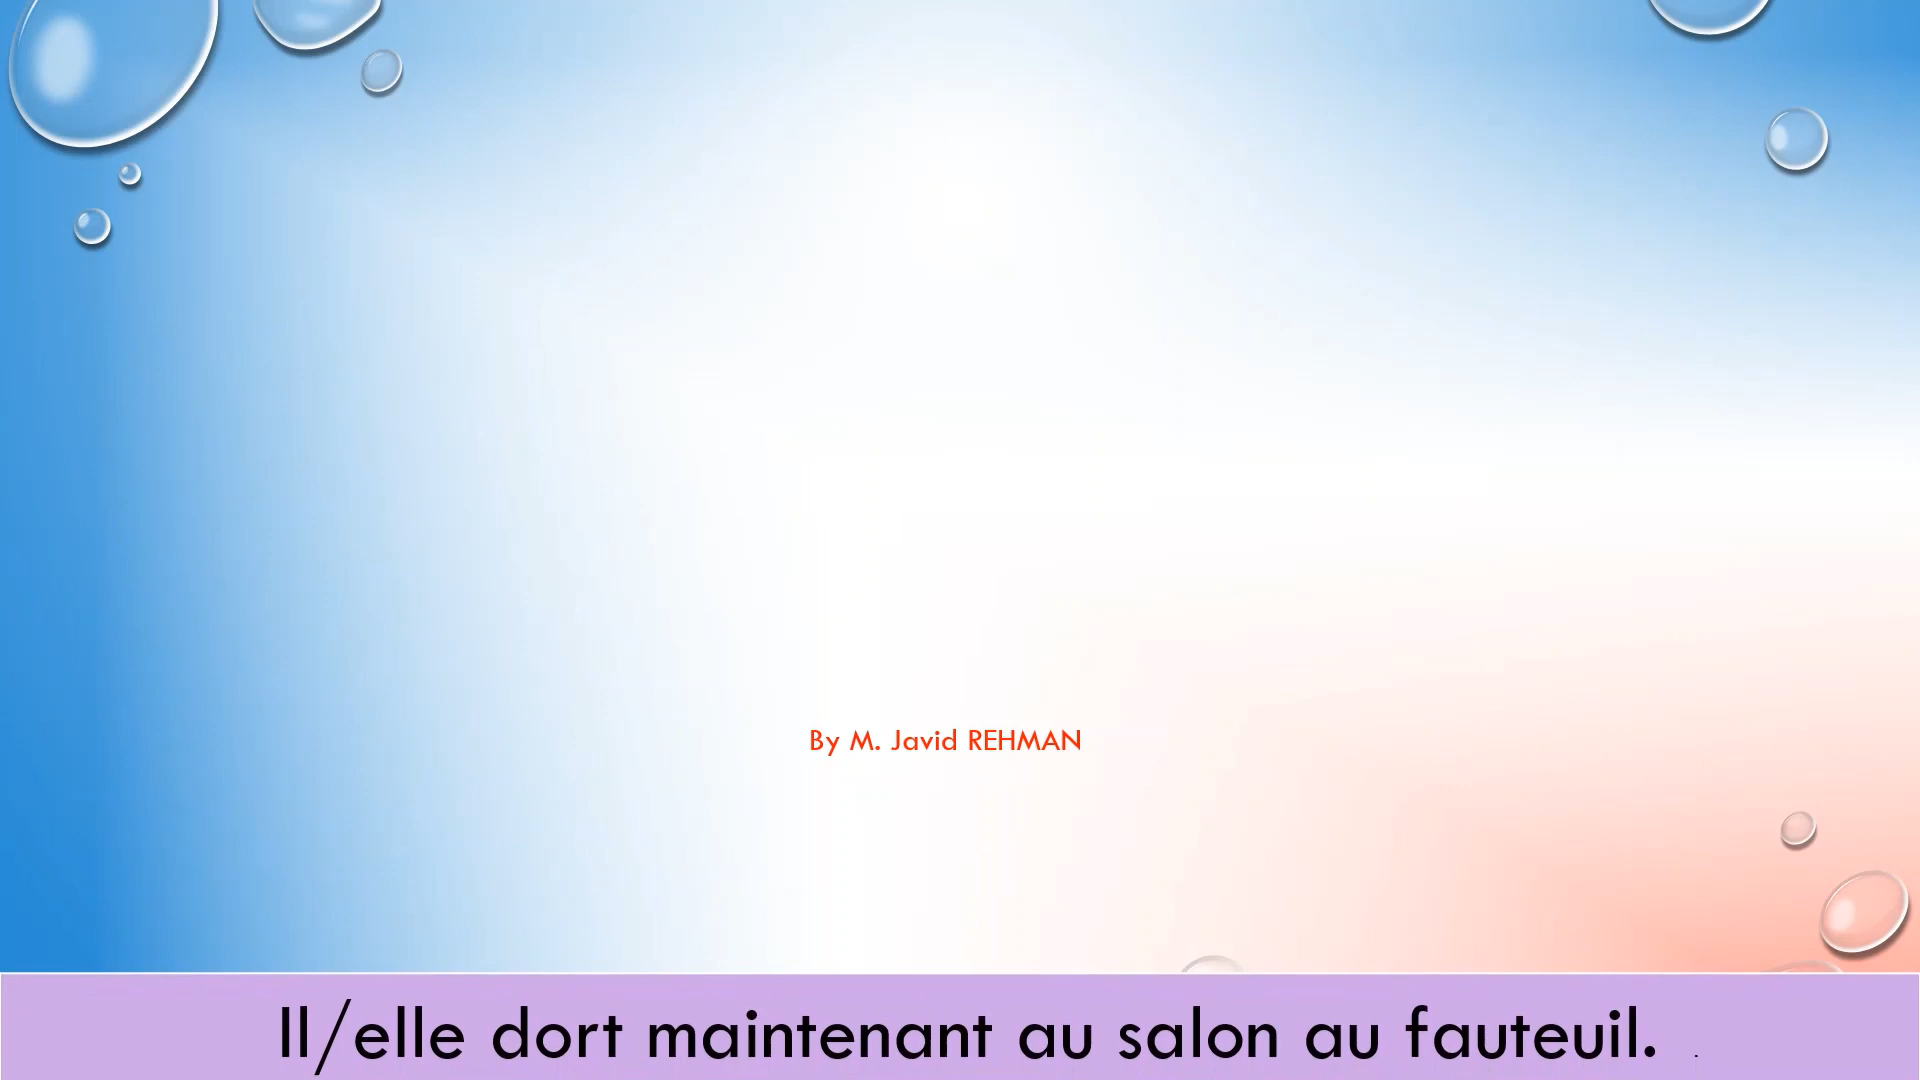 By M. Javid REHMAN
Il/elle dort maintenant au salon au fauteuil. .